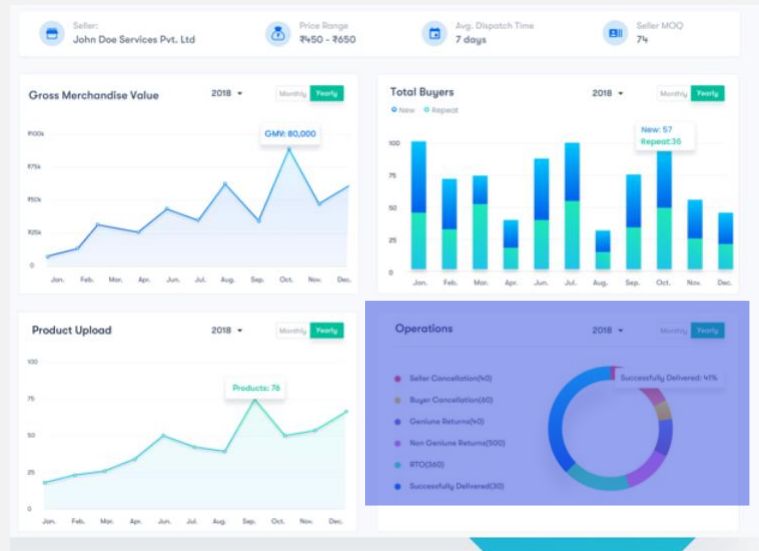 Seller:
John Doe Services Pvt. Ltd
Price Range
₹450 - ₹650
Avg. Dispatch Time
7 days
Seller MOQ
74
Gross Merchandise Value
2018
Monthly Yearly
₹100k
₹75k
₹50k
₹25k
0
GMV: 80,000
Jan. Feb. Mar. Apr. Jun. Jul. Aug. Sep. Oct. Nov. Dec.
Total Buyers
2018
Monthly Yearly
New Repeat
100
75
50
25
0
New: 57
Repeat:36
Jan. Feb. Mar. Apr. Jun. Jul. Aug. Sep. Oct. Nov. Dec.
Product Upload
2018
Monthly Yearly
100
75
50
25
0
Products: 76
Jan. Feb. Mar. Apr. Jun. Jul. Aug. Sep. Oct. Nov. Dec.
Operations
2018
Monthly Yearly
Seller Cancellation(40)
Buyer Cancellation(60)
Geniune Returns(40)
Non Geniune Returns(500)
RTO(360)
Successfully Delivered(30)
Successfully Delivered: 41%